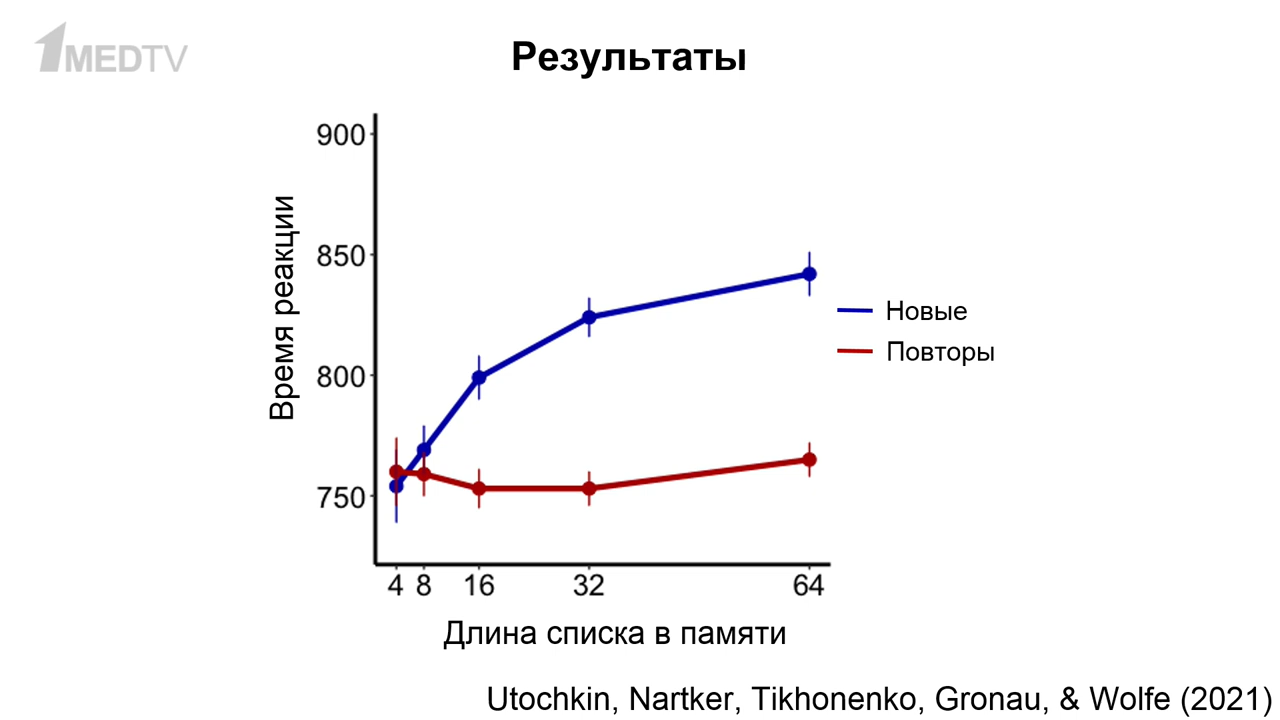 1MEDTV
Результаты
Время реакции
900
850
800
750
4 8 16 32 64
Длина списка в памяти
Новые
Повторы
Utochkin, Nartker, Tikhonenko, Gronau, & Wolfe (2021)